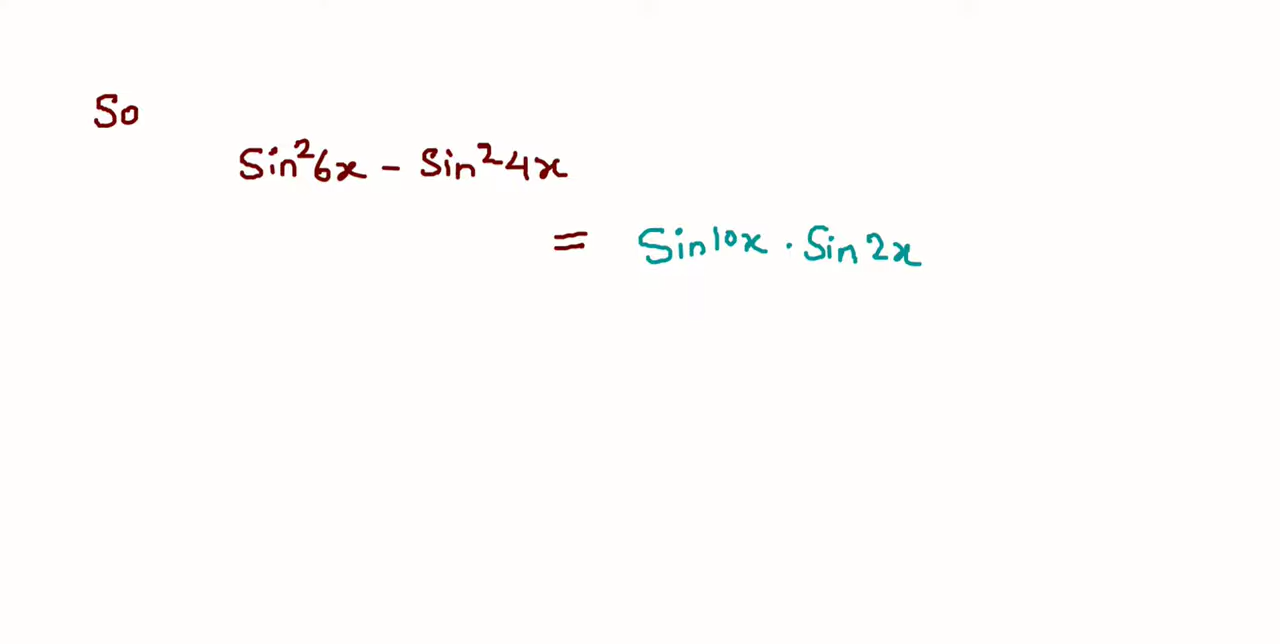 So
Sin²6x - Sin²4x
= Sin10x · Sin2x